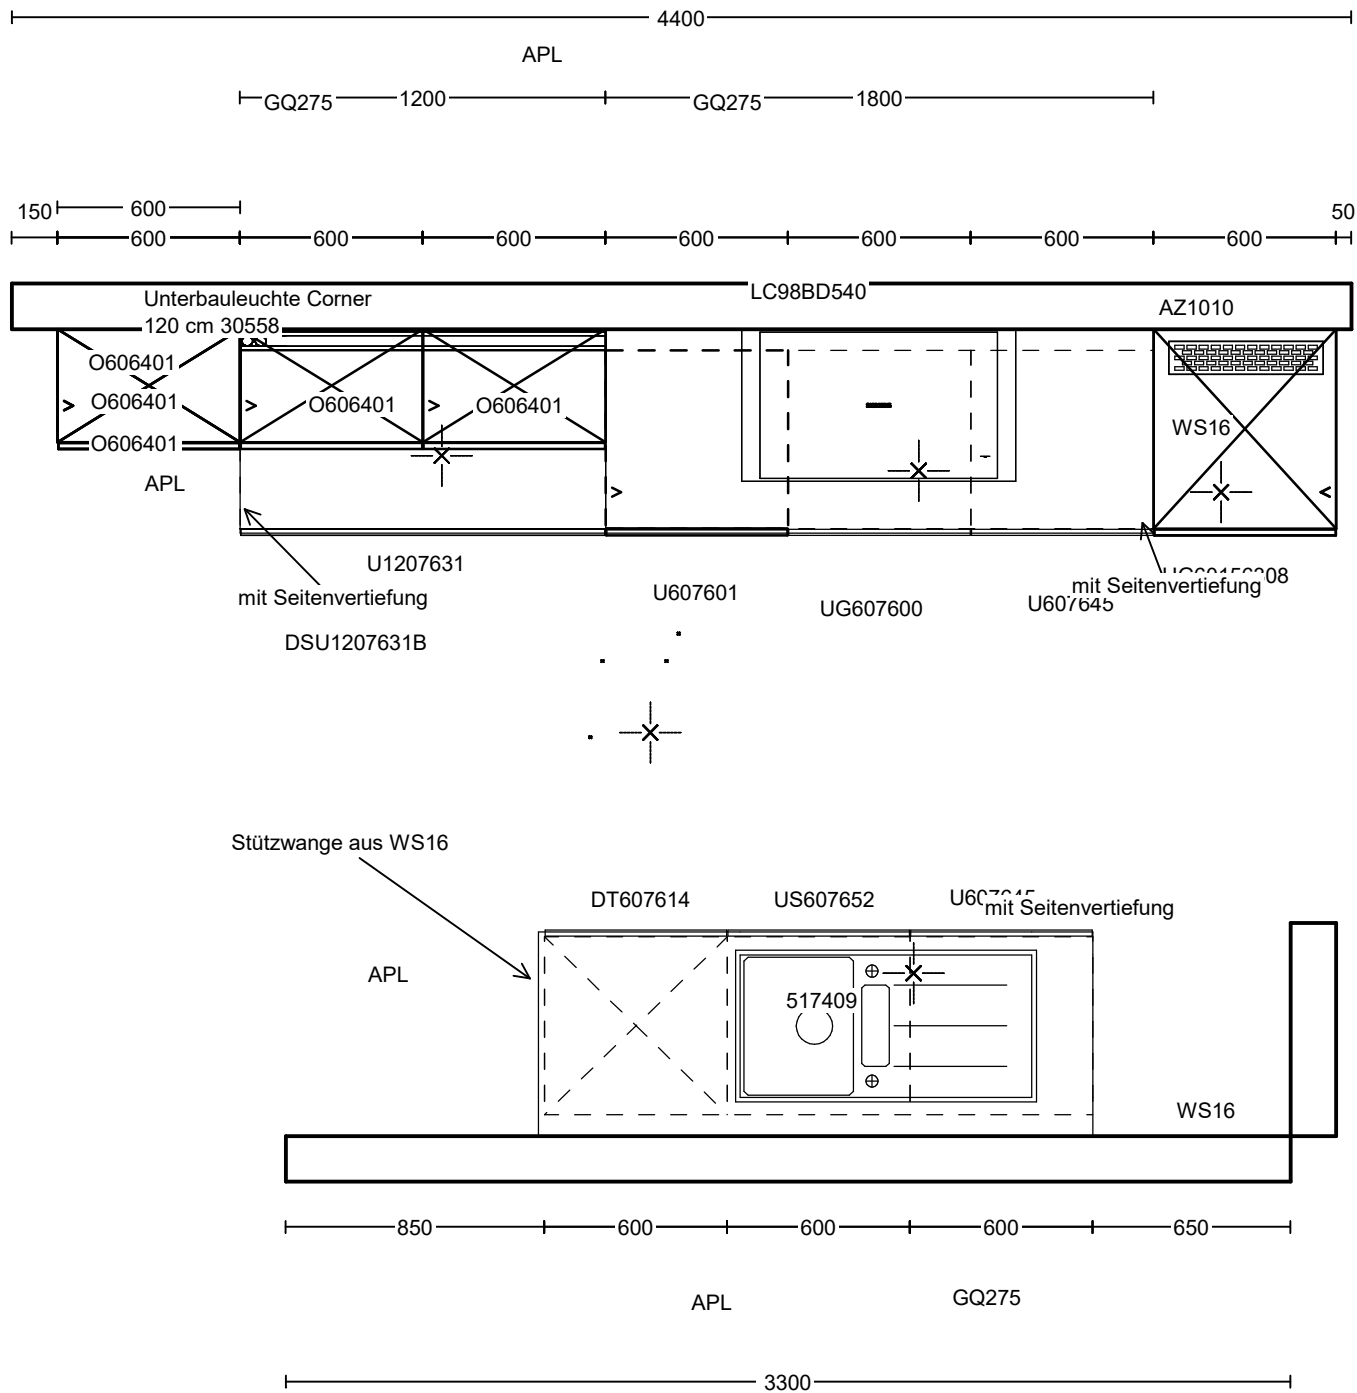 4400
APL
GQ275 1200 GQ275 1800
150 600 50
600 600 600 600 600 600 600
LC98BD540
Unterbauleuchte Corner
120 cm 30558
AZ1010
O606401
O606401
O606401
O606401
O606401
WS16
APL
U1207631
mit Seitenvertiefung
U607601
UG607600
U607645
mit Seitenvertiefung
DSU1207631B
Stützwange aus WS16
DT607614
US607652
mit Seitenvertiefung
APL
517409
WS16
850 600 600 600 650
APL
GQ275
3300